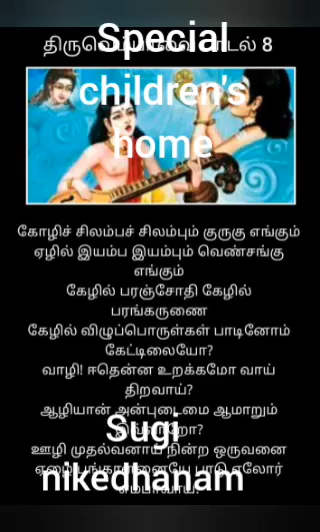 திருவெம்பாவை பாடல் 8
Special
children's
home
கோழிச் சிலம்பச் சிலம்பும் குருகு எங்கும்
ஏழில் இயம்ப இயம்பும் வெண்சங்கு
எங்கும்
கேழில் பரஞ்சோதி கேழில்
பரங்கருணை
கேழில் விழுப்பொருள்கள் பாடினோம்
கேட்டிலையோ?
வாழி! ஈதென்ன உறக்கமோ வாய்
திறவாய்?
ஆழியான் அன்புடைமை ஆமாறும்
Sugi
ஊழி முதல்வனாய் நின்ற ஒருவனை
nikedhanam